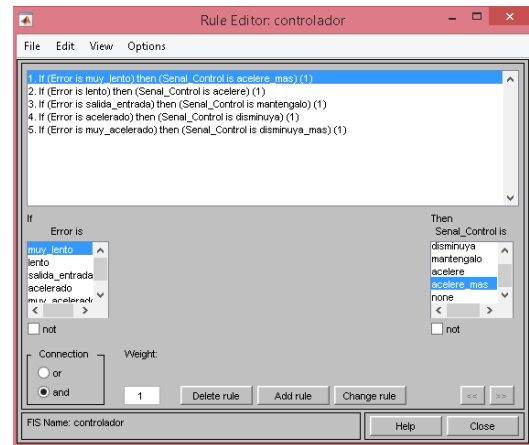 Rule Editor: controlador
File Edit View Options
1. If (Error is muy_lento) then (Senal_Control is acelere_mas) (1)
2. If (Error is lento) then (Senal_Control is acelere) (1)
3. If (Error is salida_entrada) then (Senal_Control is mantengalo) (1)
4. If (Error is acelerado) then (Senal_Control is disminuya) (1)
5. If (Error is muy_acelerado) then (Senal_Control is disminuya_mas) (1)
If
Then
Error is
Senal_Control is
muy_lento
lento
salida_entrada
acelerado
muy_acelerado
disminuya
mantengalo
acelere
acelere_mas
none
not
not
Connection
or
and
Weight:
1
Delete rule
Add rule
Change rule
<<
>>
FIS Name: controlador
Help
Close